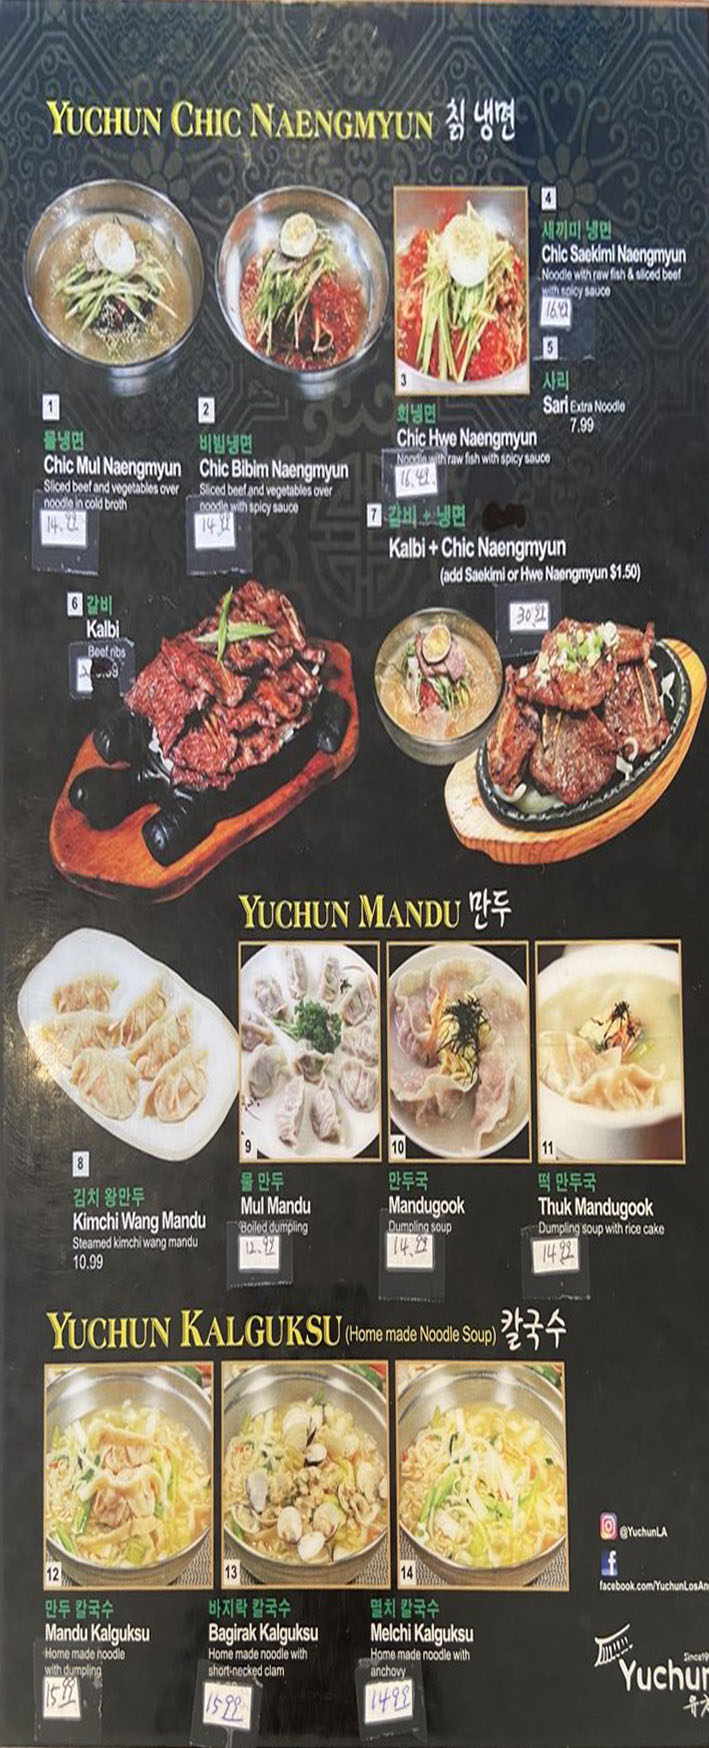 YUCHUN CHIC NAENGMYUN 칡 냉면
1
물냉면
Chic Mul Naengmyun
Sliced beef and vegetables over
noodle in cold broth
14.99
2
비빔냉면
Chic Bibim Naengmyun
Sliced beef and vegetables over
noodle with spicy sauce
14.99
3
회냉면
Chic Hwe Naengmyun
Noodle with raw fish with spicy sauce
16.49
4
새끼미 냉면
Chic Saekimi Naengmyun
Noodle with raw fish & sliced beef
with spicy sauce
16.49
5
사리
Sari Extra Noodle
7.99
6 갈비
Kalbi
Beef ribs
7 갈비 + 냉면
Kalbi + Chic Naengmyun
(add Saekimi or Hwe Naengmyun $1.50)
30.99
YUCHUN MANDU 만두
8
김치 왕만두
Kimchi Wang Mandu
Steamed kimchi wang mandu
10.99
9
물 만두
Mul Mandu
Boiled dumpling
12.99
10
만두국
Mandugook
Dumpling soup
14.99
11
떡 만두국
Thuk Mandugook
Dumpling soup with rice cake
14.99
YUCHUN KALGUKSU (Home made Noodle Soup) 칼국수
12
만두 칼국수
Mandu Kalguksu
Home made noodle
with dumpling
15.99
13
바지락 칼국수
Bagirak Kalguksu
Home made noodle with
short-necked clam
15.99
14
멸치 칼국수
Melchi Kalguksu
Home made noodle with
anchovy
14.99
@YuchunLA
facebook.com/YuchunLosAn
Since19
Yuchun
유천